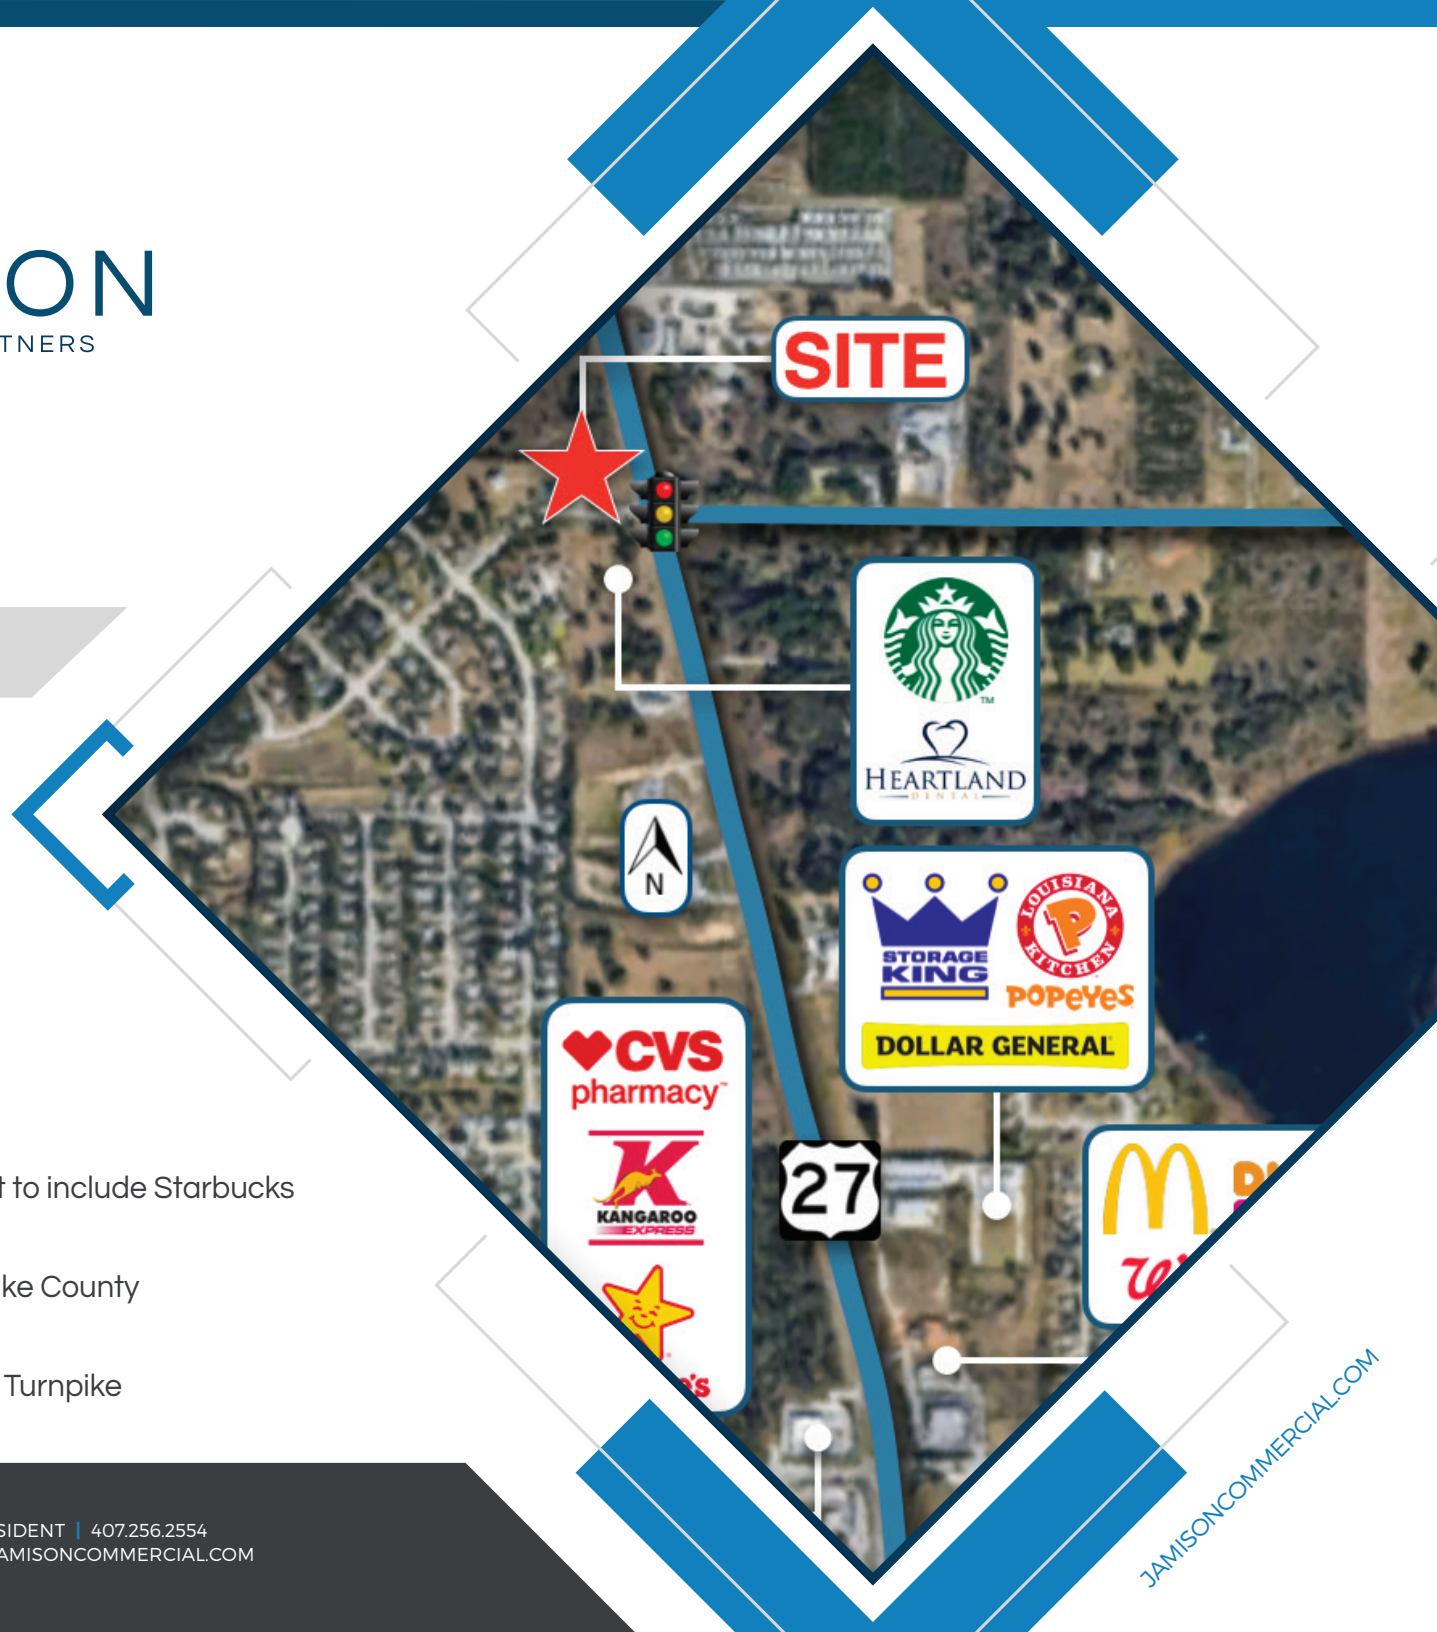 ON
TNERS
SITE
TM
HEARTLAND
DENTAL
N
STORAGE
KING
LOUISIANA
KITCHEN
POPEYES
DOLLAR GENERAL
CVS
pharmacy
K
KANGAROO
EXPRESS
27
t to include Starbucks
ke County
Turnpike
SIDENT | 407.256.2554
AMISONCOMMERCIAL.COM
JAMISONCOMMERCIAL.COM